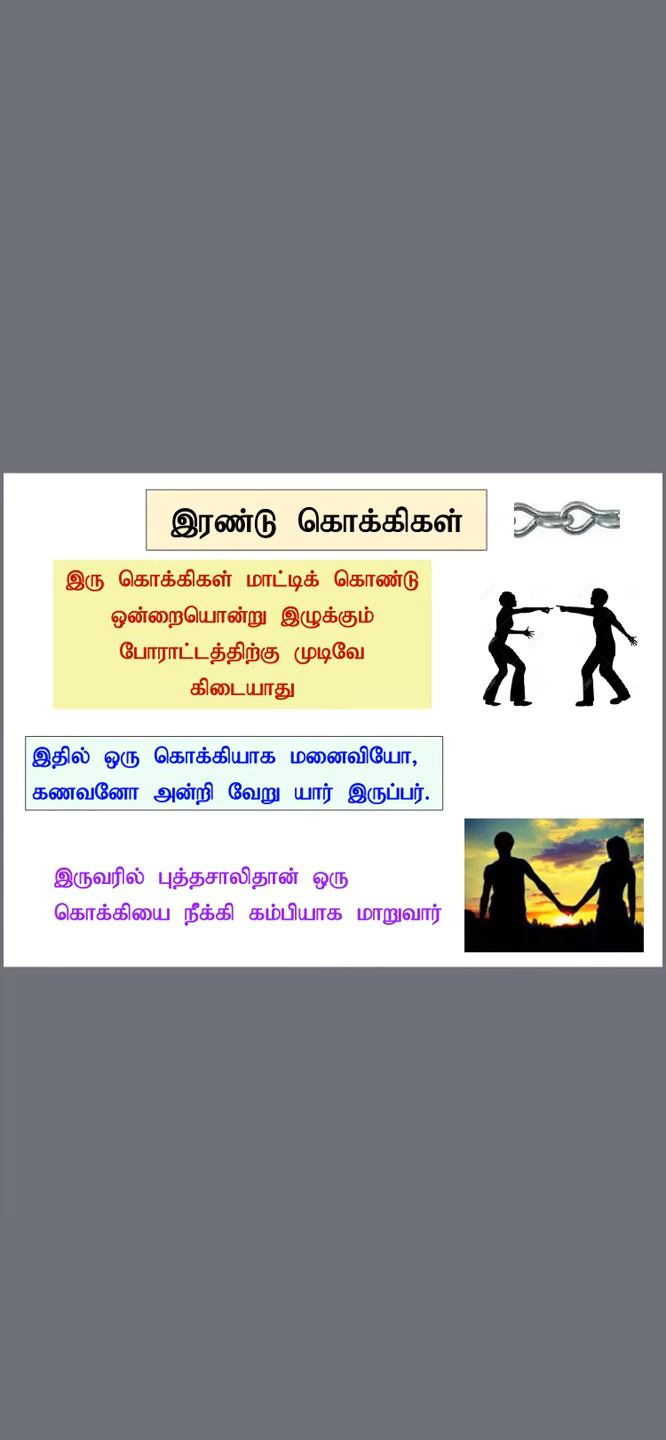 இரண்டு கொக்கிகள்
இரு கொக்கிகள் மாட்டிக் கொண்டு
ஒன்றையொன்று இழுக்கும்
போராட்டத்திற்கு முடிவே
கிடையாது
இதில் ஒரு கொக்கியாக மனைவியோ,
கணவனோ அன்றி வேறு யார் இருப்பர்.
இருவரில் புத்தசாலிதான் ஒரு
கொக்கியை நீக்கி கம்பியாக மாறுவார்